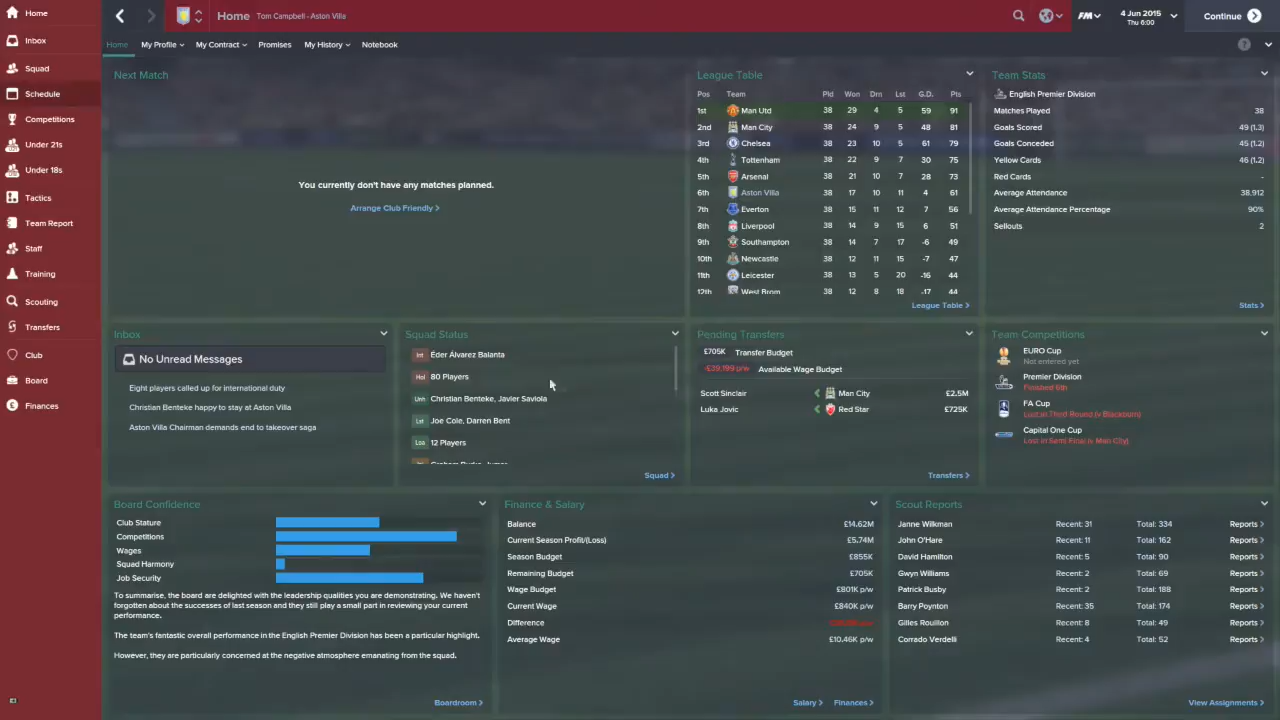 Home
Inbox
Squad
Schedule
Competitions
Under 21s
Under 18s
Tactics
Team Report
Staff
Training
Scouting
Transfers
Club
Board
Finances
Home Tom Campbell - Aston Villa
FM
4 Jun 2015
Thu 6:00
Continue
Home My Profile My Contract Promises My History Notebook
Next Match
You currently don't have any matches planned.
Arrange Club Friendly >
League Table
Pos Team Pld Won Drn Lst G.D. Pts
1st Man Utd 38 29 4 5 59 91
2nd Man City 38 24 9 5 48 81
3rd Chelsea 38 23 10 5 61 79
4th Tottenham 38 22 9 7 30 75
5th Arsenal 38 21 10 7 28 73
6th Aston Villa 38 17 10 11 4 61
7th Everton 38 15 11 12 7 56
8th Liverpool 38 14 9 15 6 51
9th Southampton 38 14 7 17 -6 49
10th Newcastle 38 12 11 15 -7 47
11th Leicester 38 13 5 20 -16 44
12th West Brom 38 12 8 18 -17 44
League Table >
Team Stats
English Premier Division
Matches Played 38
Goals Scored 49 (1.3)
Goals Conceded 45 (1.2)
Yellow Cards 46 (1.2)
Red Cards -
Average Attendance 38,912
Average Attendance Percentage 90%
Sellouts 2
Stats >
Inbox
No Unread Messages
Eight players called up for international duty
Christian Benteke happy to stay at Aston Villa
Aston Villa Chairman demands end to takeover saga
Squad Status
Int Éder Álvarez Balanta
Hol 80 Players
Unh Christian Benteke, Javier Saviola
Lst Joe Cole, Darren Bent
Loa 12 Players
Squad >
Pending Transfers
£705K Transfer Budget
-£39,199 p/w Available Wage Budget
Scott Sinclair Man City £2.5M
Luka Jovic Red Star £725K
Transfers >
Team Competitions
EURO Cup
Not entered yet
Premier Division
Finished 6th
FA Cup
Lost in Third Round (v Blackburn)
Capital One Cup
Lost in Semi Final (v Man City)
Board Confidence
Club Stature
Competitions
Wages
Squad Harmony
Job Security
To summarise, the board are delighted with the leadership qualities you are demonstrating. We haven't
forgotten about the successes of last season and they still play a small part in reviewing your current
performance.
The team's fantastic overall performance in the English Premier Division has been a particular highlight.
However, they are particularly concerned at the negative atmosphere emanating from the squad.
Boardroom >
Finance & Salary
Balance £14.62M
Current Season Profit/(Loss) £5.74M
Season Budget £855K
Remaining Budget £705K
Wage Budget £801K p/w
Current Wage £840K p/w
Difference
Average Wage £10.46K p/w
Salary > Finances >
Scout Reports
Janne Wilkman Recent: 31 Total: 334 Reports >
John O'Hare Recent: 11 Total: 162 Reports >
David Hamilton Recent: 5 Total: 90 Reports >
Gwyn Williams Recent: 2 Total: 69 Reports >
Patrick Busby Recent: 2 Total: 188 Reports >
Barry Poynton Recent: 35 Total: 174 Reports >
Gilles Rouillon Recent: 8 Total: 49 Reports >
Corrado Verdelli Recent: 4 Total: 52 Reports >
View Assignments >